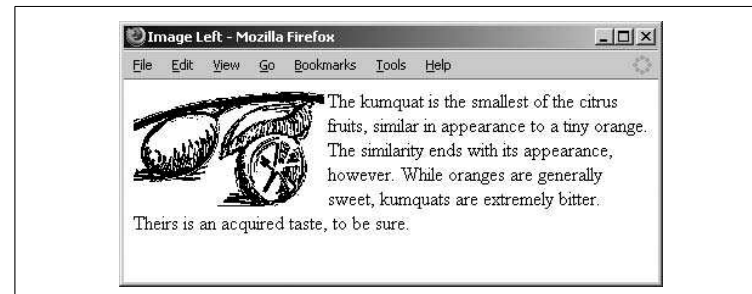 Image Left - Mozilla Firefox
File Edit View Go Bookmarks Tools Help
The kumquat is the smallest of the citrus
fruits, similar in appearance to a tiny orange.
The similarity ends with its appearance,
however. While oranges are generally
sweet, kumquats are extremely bitter.
Theirs is an acquired taste, to be sure.